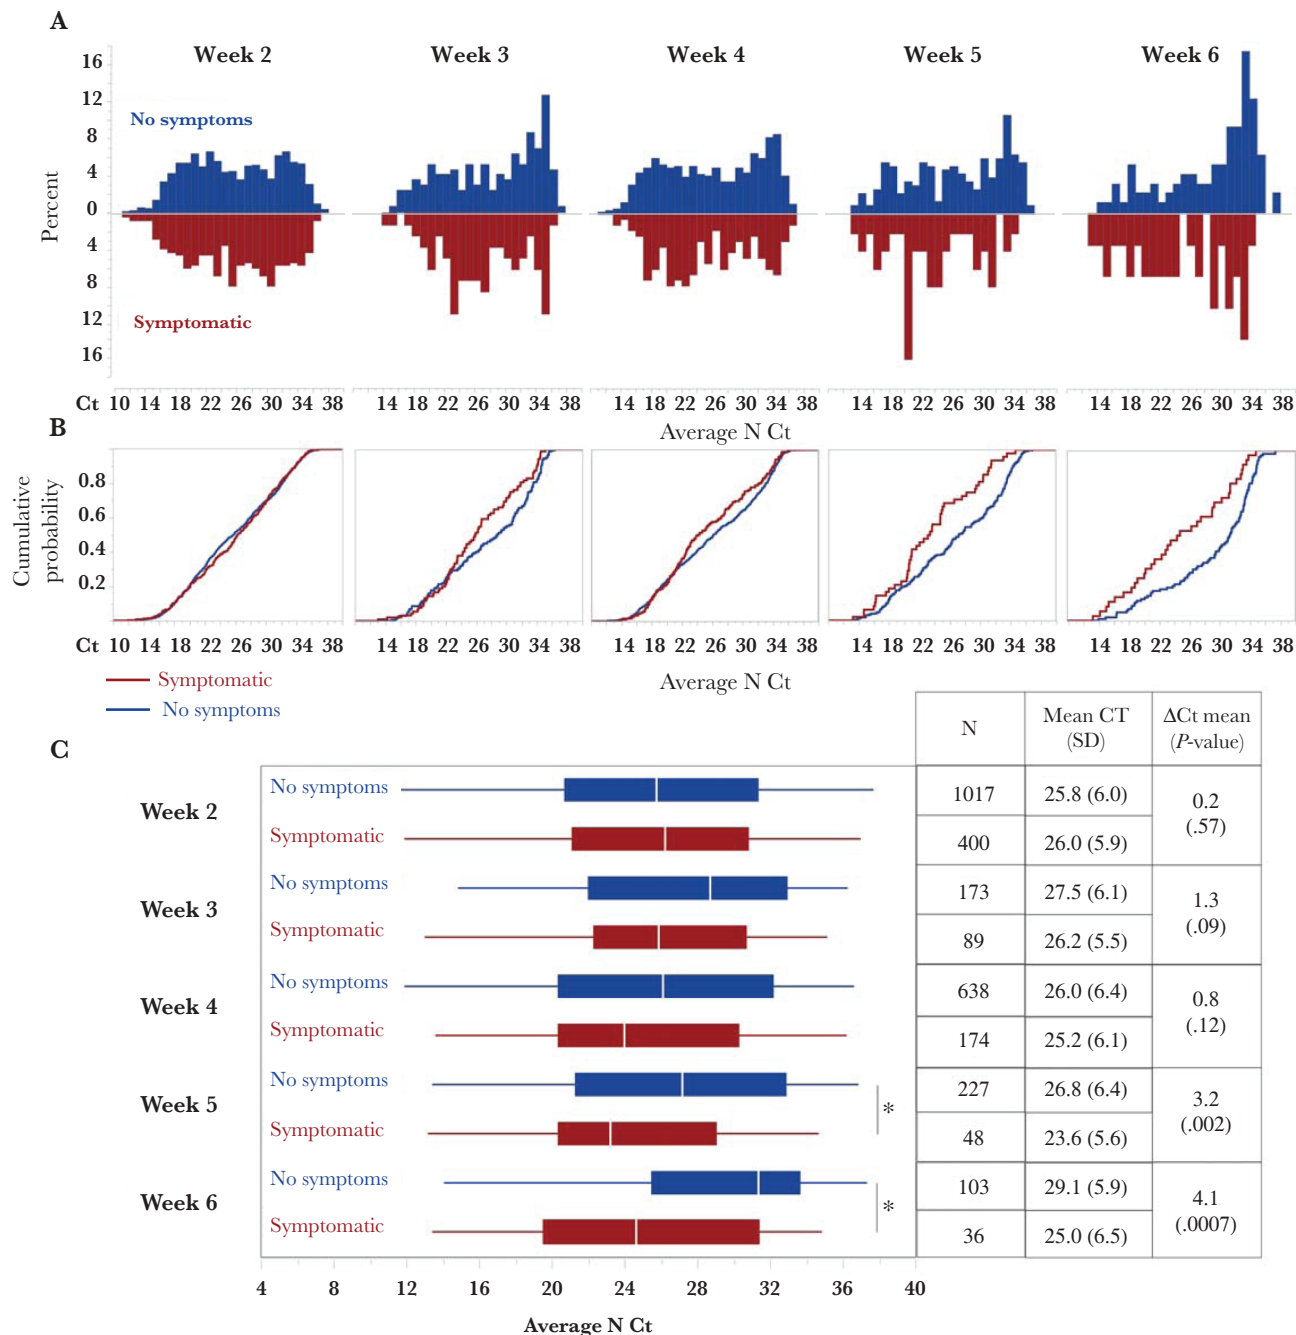 A
Week 2 Week 3 Week 4 Week 5 Week 6
16
12
8
4
0
4
8
12
16
Percent
No symptoms
Symptomatic
Ct 10 14 18 22 26 30 34 38 14 18 22 26 30 34 38 14 18 22 26 30 34 38 14 18 22 26 30 34 38 14 18 22 26 30 34 38
Average N Ct
B
Cumulative
probability
0.8
0.6
0.4
0.2
Ct 10 14 18 22 26 30 34 38 14 18 22 26 30 34 38 14 18 22 26 30 34 38 14 18 22 26 30 34 38 14 18 22 26 30 34 38
Average N Ct
Symptomatic
No symptoms
C
N Mean CT (SD) ΔCt mean (P-value)
Week 2
No symptoms 1017 25.8 (6.0)
Symptomatic 400 26.0 (5.9)
0.2
(.57)
Week 3
No symptoms 173 27.5 (6.1)
Symptomatic 89 26.2 (5.5)
1.3
(.09)
Week 4
No symptoms 638 26.0 (6.4)
Symptomatic 174 25.2 (6.1)
0.8
(.12)
Week 5
No symptoms 227 26.8 (6.4)
Symptomatic 48 23.6 (5.6)
*
3.2
(.002)
Week 6
No symptoms 103 29.1 (5.9)
Symptomatic 36 25.0 (6.5)
*
4.1
(.0007)
4 8 12 16 20 24 28 32 36 40
Average N Ct